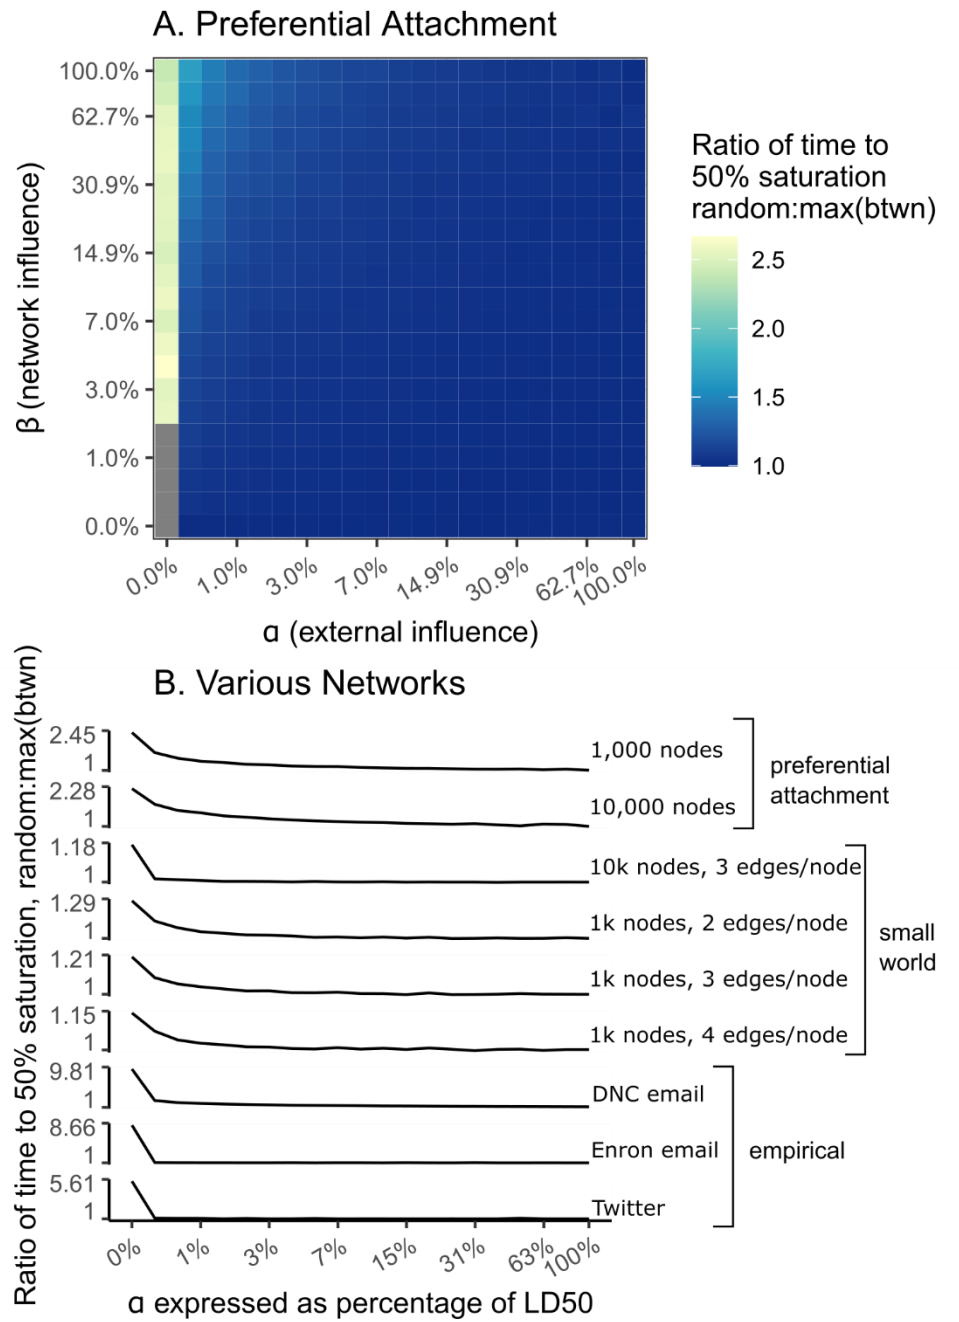 A. Preferential Attachment
100.0%
62.7%
30.9%
14.9%
7.0%
3.0%
1.0%
0.0%
β (network influence)
0.0%
1.0%
3.0%
7.0%
14.9%
30.9%
62.7%
100.0%
ɑ (external influence)
Ratio of time to
50% saturation
random:max(btwn)
2.5
2.0
1.5
1.0
B. Various Networks
Ratio of time to 50% saturation, random:max(btwn)
2.45
1
1,000 nodes
2.28
1
10,000 nodes
preferential
attachment
1.18
1
10k nodes, 3 edges/node
1.29
1
1k nodes, 2 edges/node
1.21
1
1k nodes, 3 edges/node
1.15
1
1k nodes, 4 edges/node
small
world
9.81
1
DNC email
8.66
1
Enron email
5.61
1
Twitter
empirical
0%
1%
3%
7%
15%
31%
63%
100%
ɑ expressed as percentage of LD50